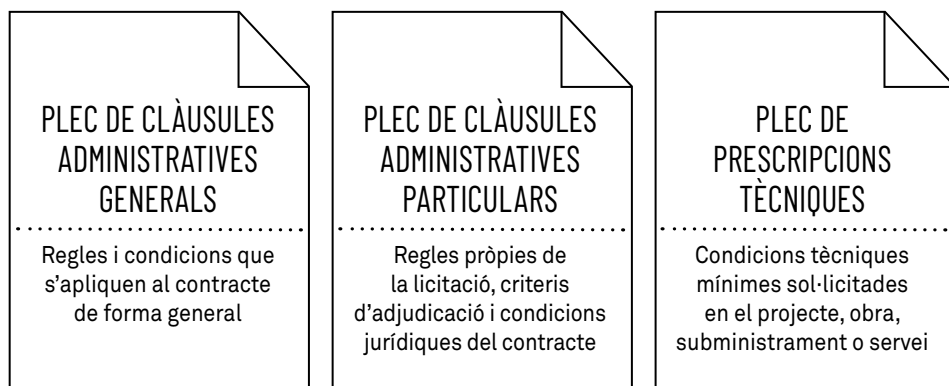 PLEC DE CLÀUSULES
ADMINISTRATIVES
GENERALS
Regles i condicions que
s'apliquen al contracte
de forma general
PLEC DE CLÀUSULES
ADMINISTRATIVES
PARTICULARS
Regles pròpies de
la licitació, criteris
d'adjudicació i condicions
jurídiques del contracte
PLEC DE
PRESCRIPCIONS
TÈCNIQUES
Condicions tècniques
mínimes sol·licitades
en el projecte, obra,
subministrament o servei